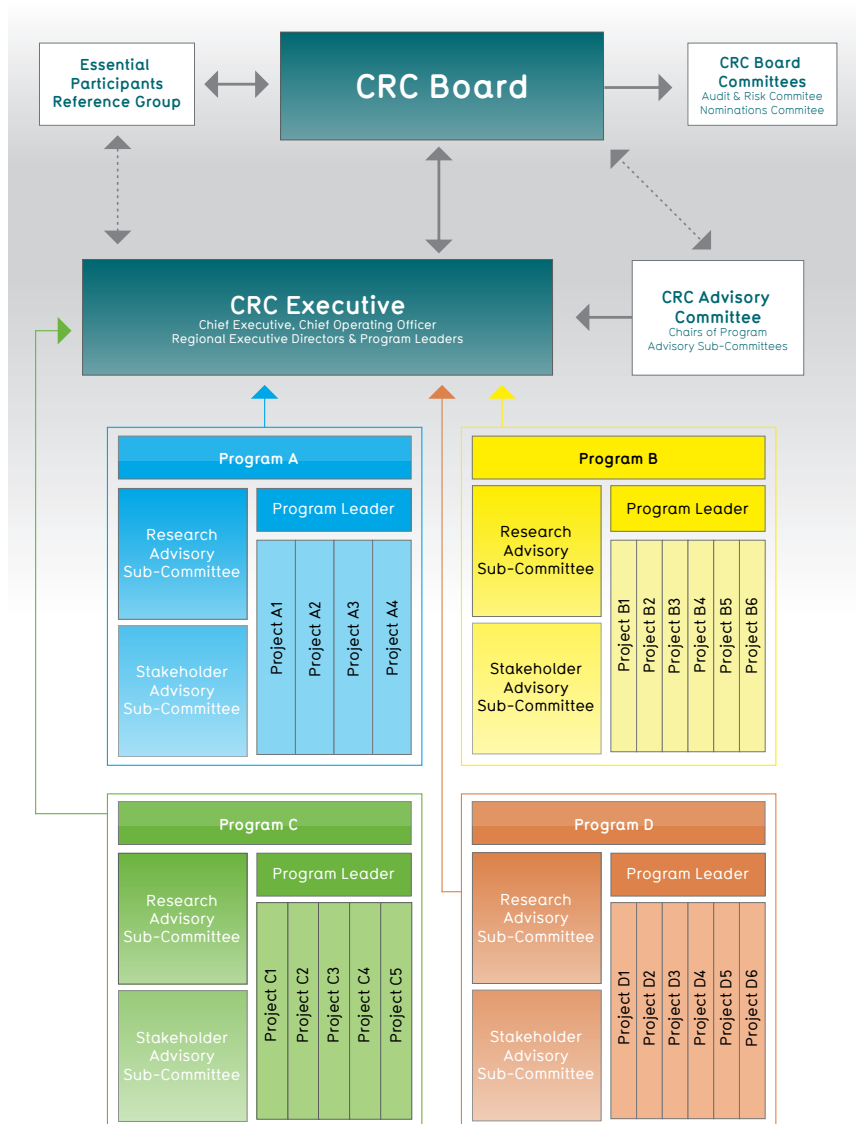 Essential
Participants
Reference Group
CRC Board
CRC Board
Committees
Audit & Risk Commitee
Nominations Commitee
CRC Executive
Chief Executive, Chief Operating Officer
Regional Executive Directors & Program Leaders
CRC Advisory
Committee
Chairs of Program
Advisory Sub-Committees
Program A
Research
Advisory
Sub-Committee
Stakeholder
Advisory
Sub-Committee
Program Leader
Project A1
Project A2
Project A3
Project A4
Program B
Research
Advisory
Sub-Committee
Stakeholder
Advisory
Sub-Committee
Program Leader
Project B1
Project B2
Project B3
Project B4
Project B5
Project B6
Program C
Research
Advisory
Sub-Committee
Stakeholder
Advisory
Sub-Committee
Program Leader
Project C1
Project C2
Project C3
Project C4
Project C5
Program D
Research
Advisory
Sub-Committee
Stakeholder
Advisory
Sub-Committee
Program Leader
Project D1
Project D2
Project D3
Project D4
Project D5
Project D6